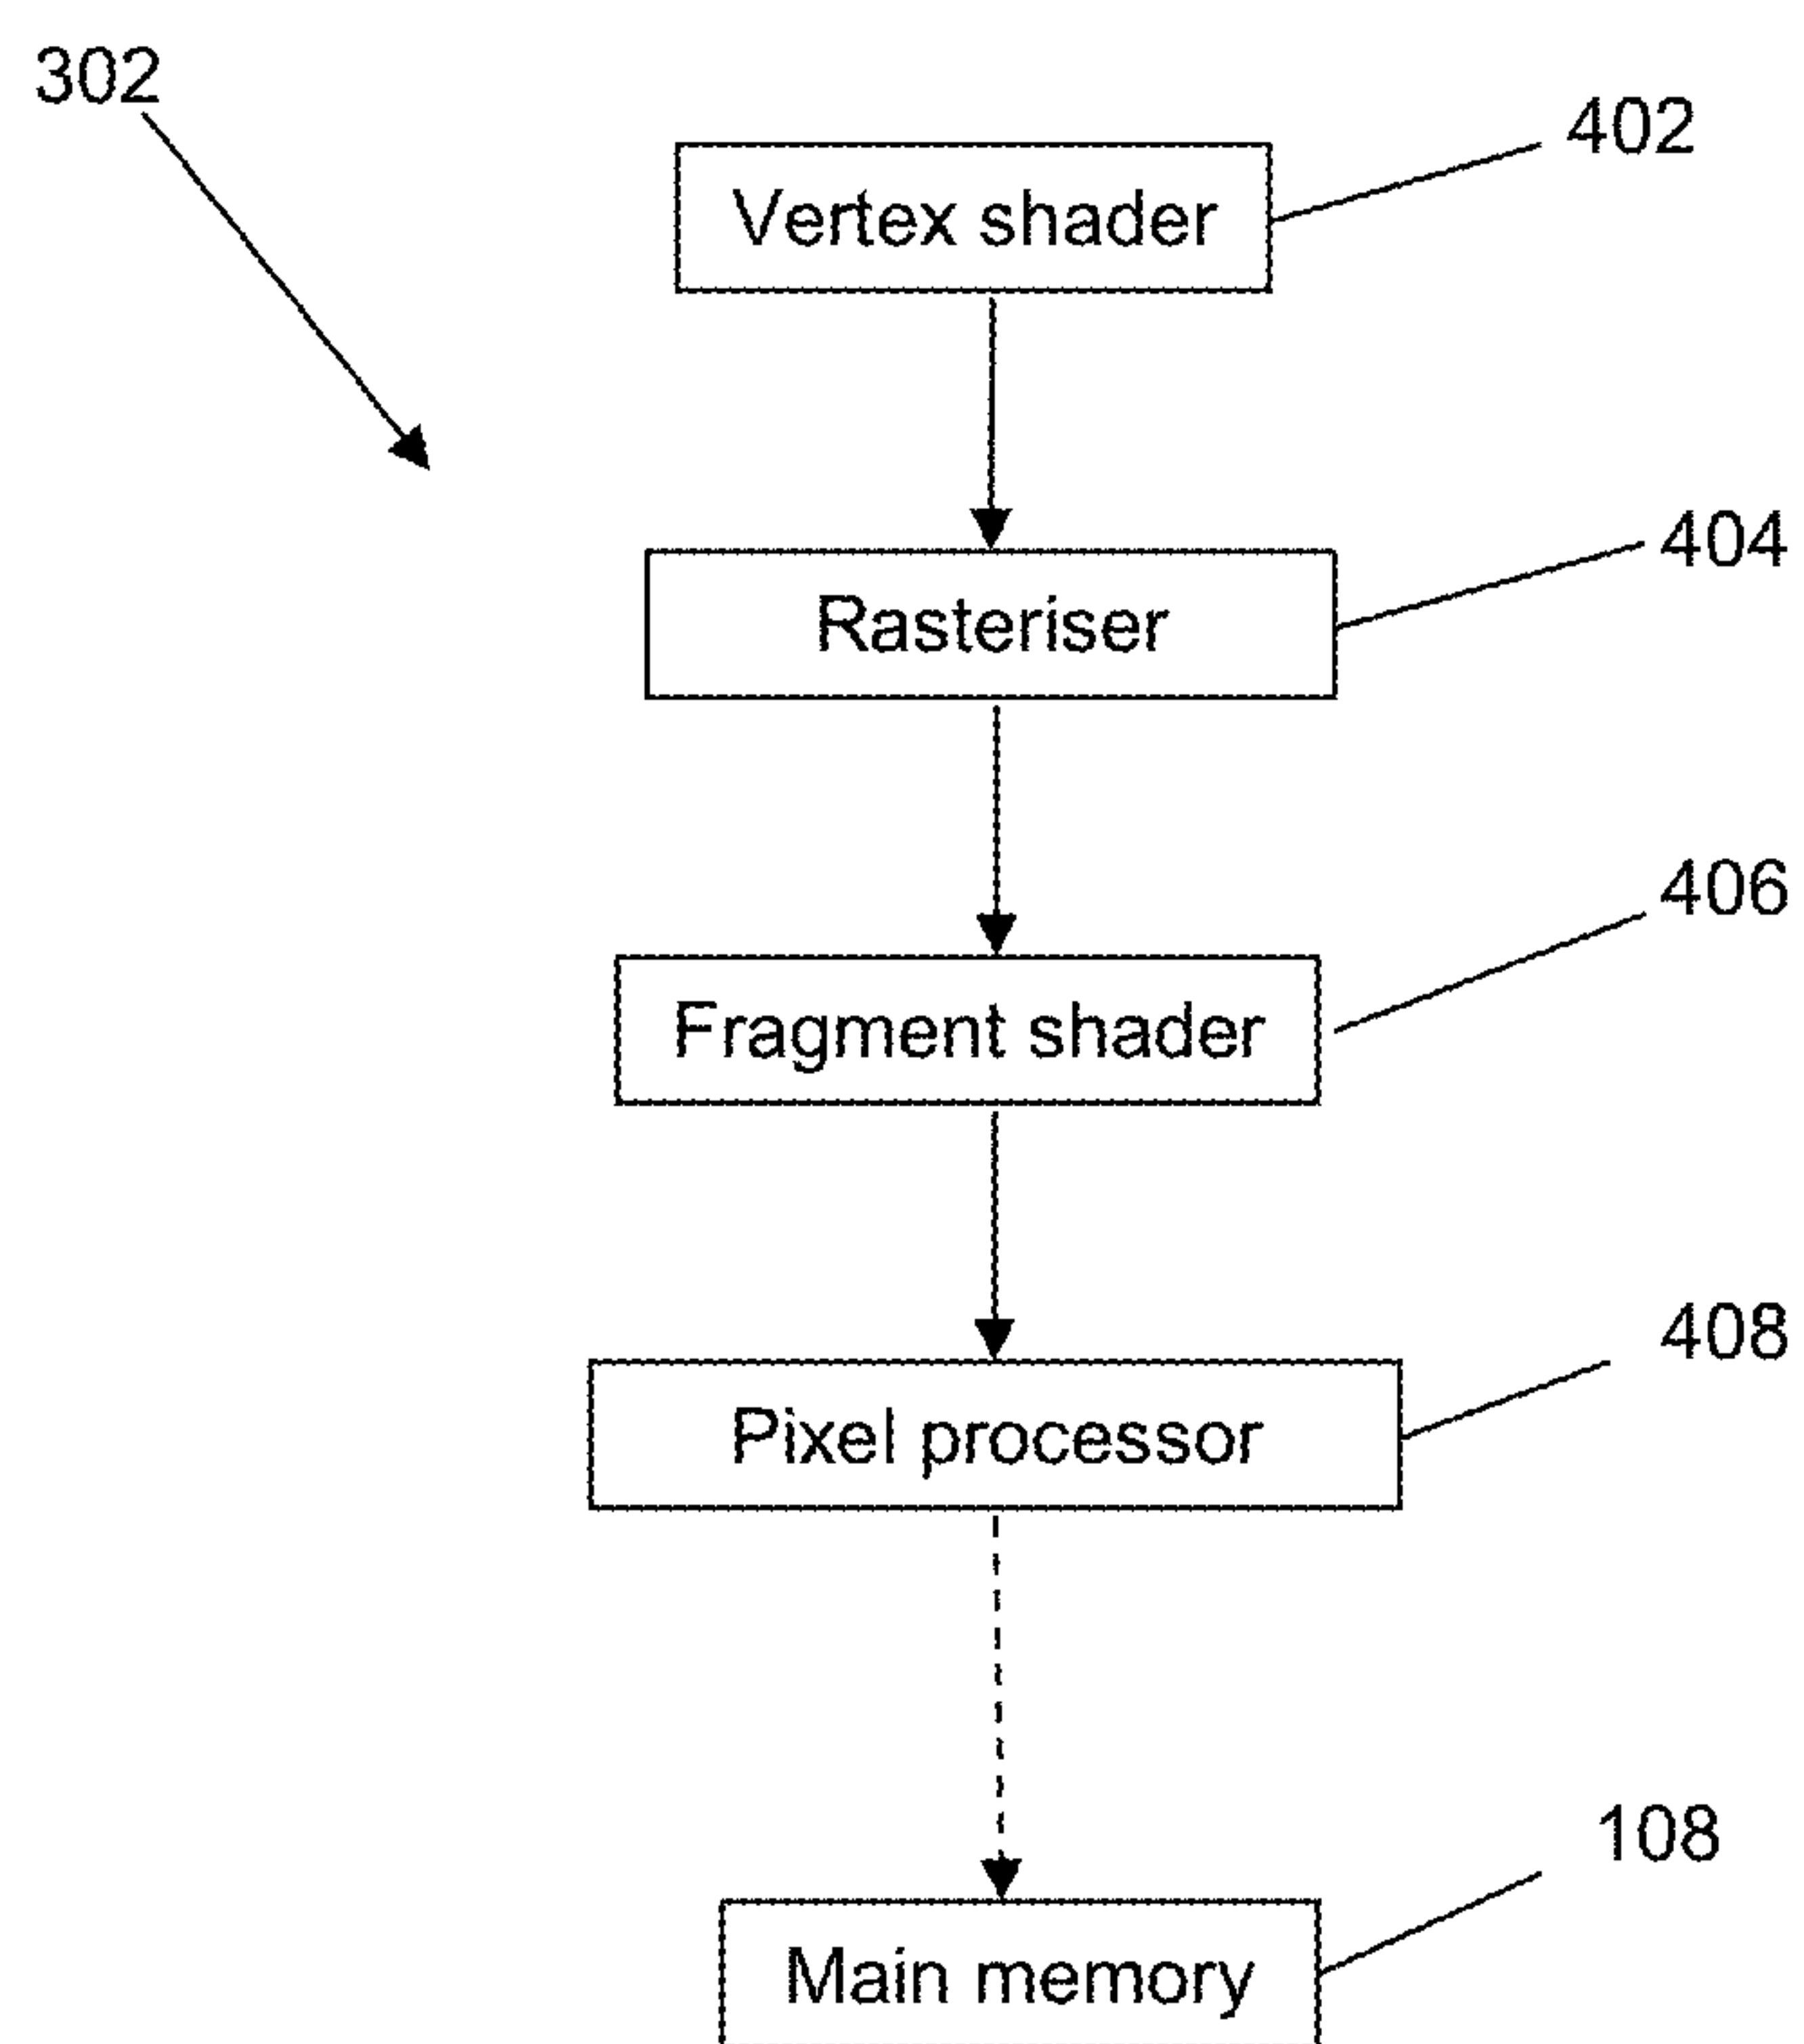 302
402
Vertex shader
404
Rasteriser
406
Fragment shader
408
Pixel processor
108
Main memory